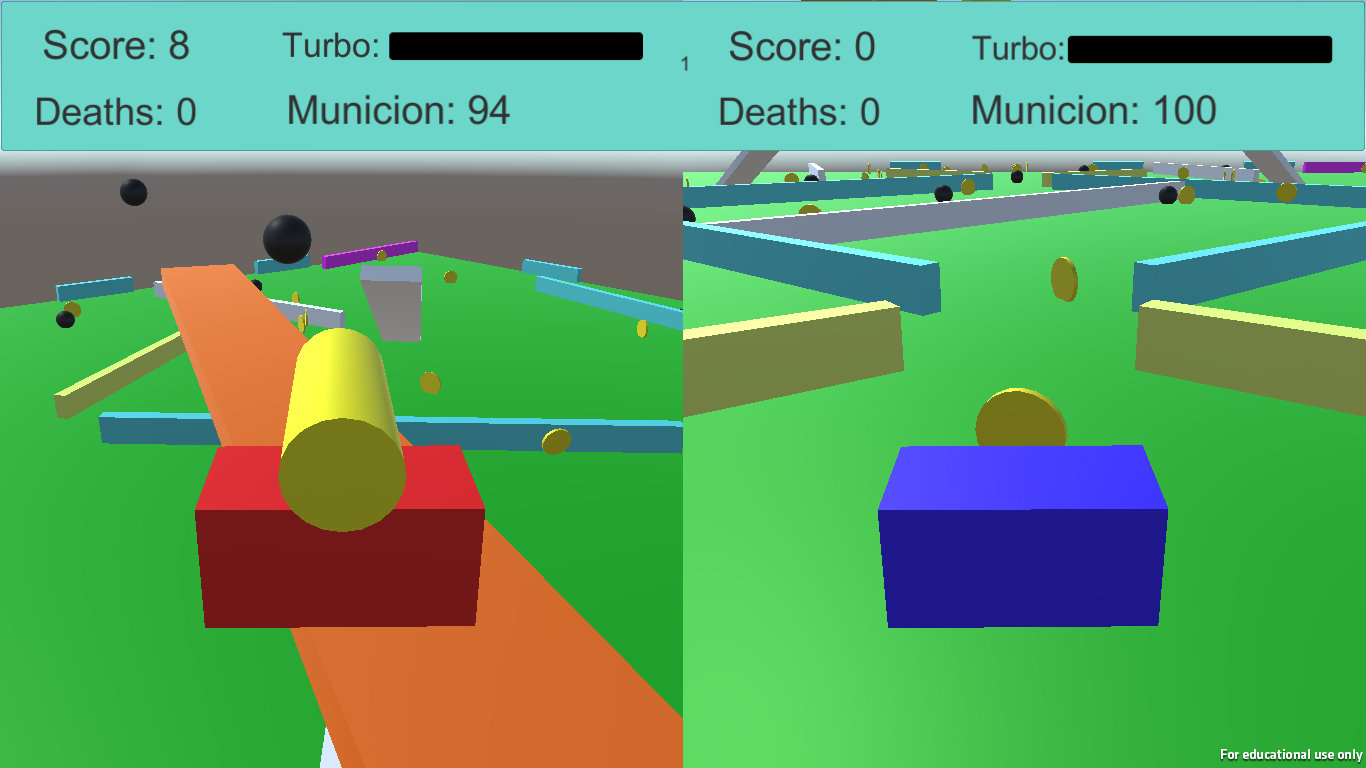 Score: 8
Turbo:
Deaths: 0
Municion: 94
1
Score: 0
Turbo:
Deaths: 0
Municion: 100
For educational use only